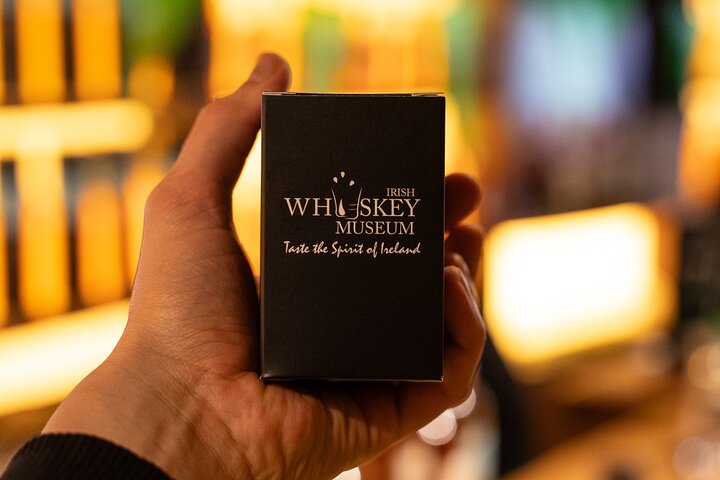 IRISH
WHISKEY
MUSEUM
Taste the Spirit of Ireland